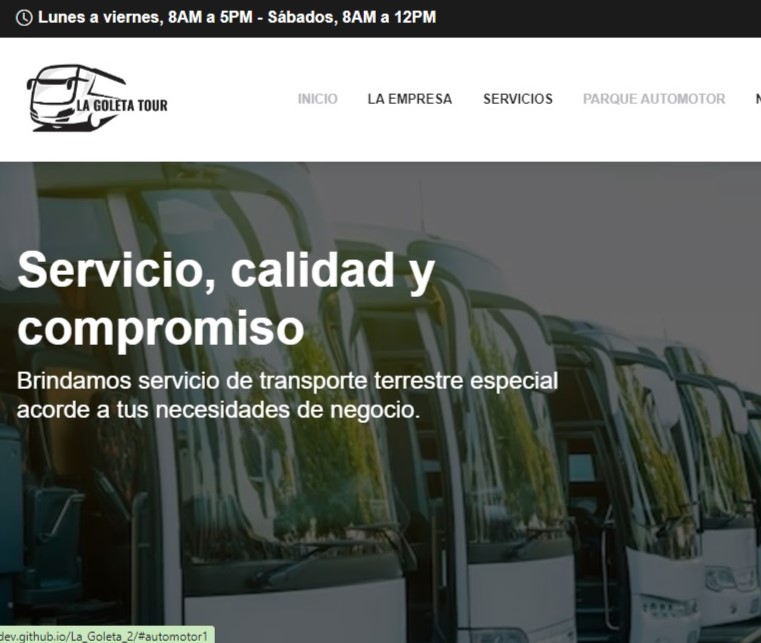 Lunes a viernes, 8AM a 5PM - Sábados, 8AM a 12PM
LA GOLETA TOUR
INICIO LA EMPRESA SERVICIOS PARQUE AUTOMOTOR
Servicio, calidad y
compromiso
Brindamos servicio de transporte terrestre especial
acorde a tus necesidades de negocio.
dev.github.io/La_Goleta_2/#automotor1